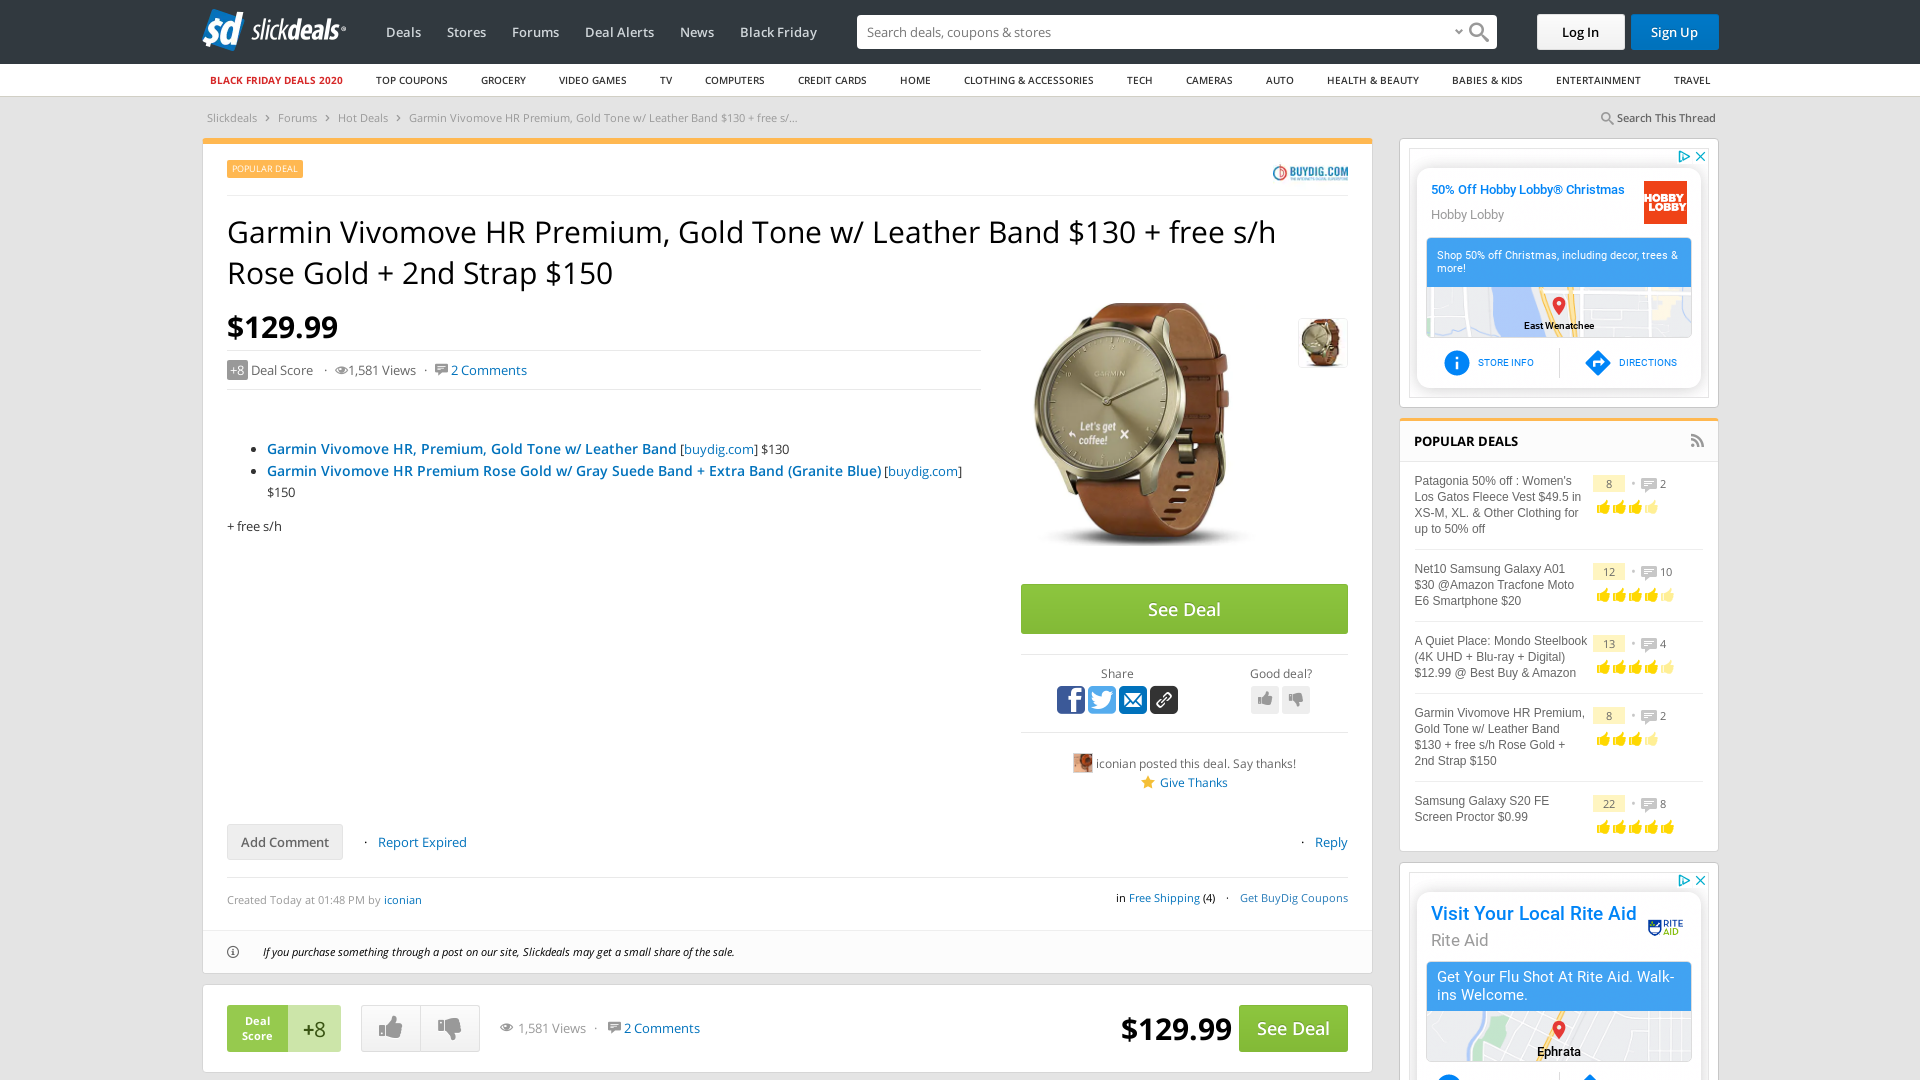 slickdeals
Deals
Stores
Forums
Deal Alerts
News
Black Friday
Search deals, coupons & stores
Log In
Sign Up
BLACK FRIDAY DEALS 2020
TOP COUPONS
GROCERY
VIDEO GAMES
TV
COMPUTERS
CREDIT CARDS
HOME
CLOTHING & ACCESSORIES
TECH
CAMERAS
AUTO
HEALTH & BEAUTY
BABIES & KIDS
ENTERTAINMENT
TRAVEL
Slickdeals › Forums › Hot Deals › Garmin Vivomove HR Premium, Gold Tone w/ Leather Band $130 + free s/...
Search This Thread
POPULAR DEAL
BUYDIG.COM
Garmin Vivomove HR Premium, Gold Tone w/ Leather Band $130 + free s/h
Rose Gold + 2nd Strap $150
$129.99
+8 Deal Score · 1,581 Views · 2 Comments
• Garmin Vivomove HR, Premium, Gold Tone w/ Leather Band [buydig.com] $130
• Garmin Vivomove HR Premium Rose Gold w/ Gray Suede Band + Extra Band (Granite Blue) [buydig.com]
$150
+ free s/h
GARMIN
Let's get
coffee!
See Deal
Share
Good deal?
iconian posted this deal. Say thanks!
Give Thanks
Add Comment
· Report Expired
· Reply
Created Today at 01:48 PM by iconian
in Free Shipping (4) · Get BuyDig Coupons
If you purchase something through a post on our site, Slickdeals may get a small share of the sale.
Deal
Score
+8
1,581 Views · 2 Comments
$129.99
See Deal
50% Off Hobby Lobby® Christmas
Hobby Lobby
HOBBY
LOBBY
Shop 50% off Christmas, including decor, trees &
more!
East Wenatchee
STORE INFO
DIRECTIONS
POPULAR DEALS
Patagonia 50% off : Women's
Los Gatos Fleece Vest $49.5 in
XS-M, XL. & Other Clothing for
up to 50% off
8 • 2
Net10 Samsung Galaxy A01
$30 @Amazon Tracfone Moto
E6 Smartphone $20
12 • 10
A Quiet Place: Mondo Steelbook
(4K UHD + Blu-ray + Digital)
$12.99 @ Best Buy & Amazon
13 • 4
Garmin Vivomove HR Premium,
Gold Tone w/ Leather Band
$130 + free s/h Rose Gold +
2nd Strap $150
8 • 2
Samsung Galaxy S20 FE
Screen Proctor $0.99
22 • 8
Visit Your Local Rite Aid
Rite Aid
RITE
AID
Get Your Flu Shot At Rite Aid. Walk-
ins Welcome.
Ephrata